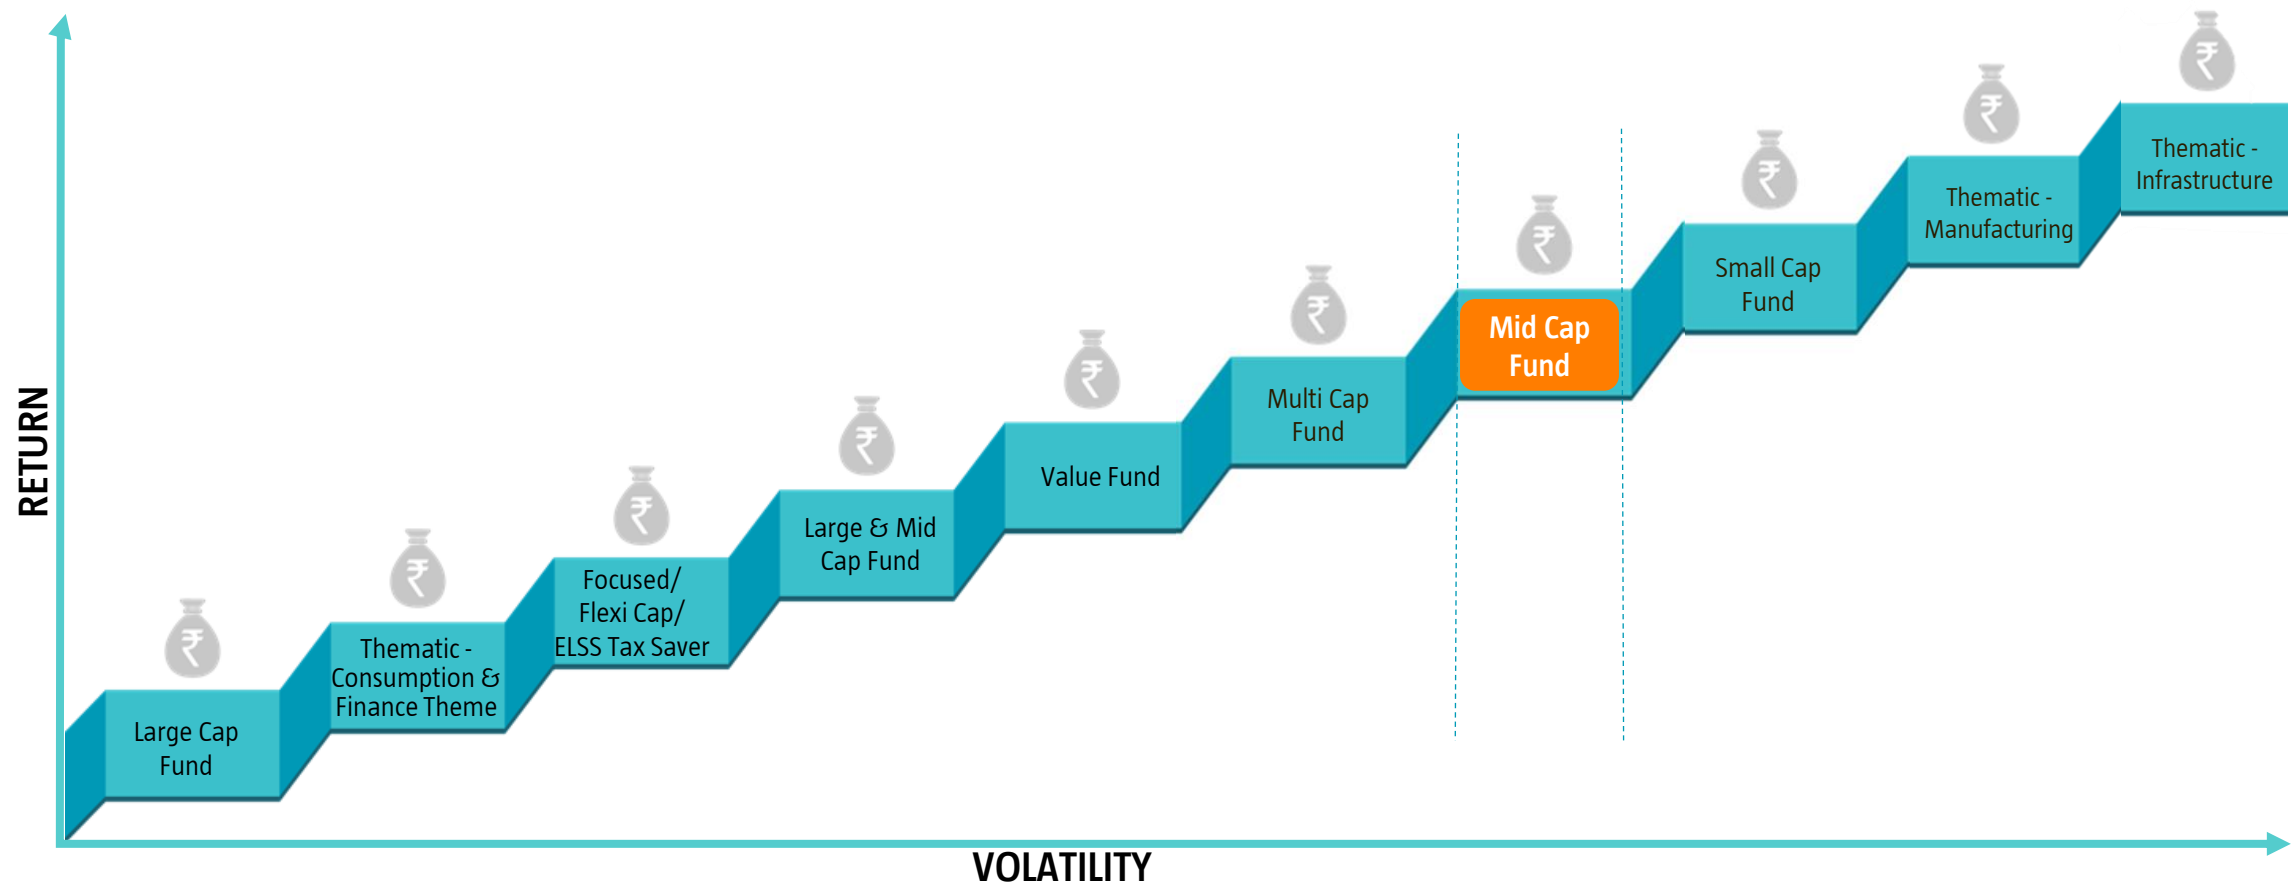 RETURN
Large Cap
Fund
Thematic -
Consumption &
Finance Theme
Focused/
Flexi Cap/
ELSS Tax Saver
Large & Mid
Cap Fund
Value Fund
Multi Cap
Fund
Mid Cap
Fund
Small Cap
Fund
Thematic -
Manufacturing
Thematic -
Infrastructure
VOLATILITY
₹
₹
₹
₹
₹
₹
₹
₹
₹
₹